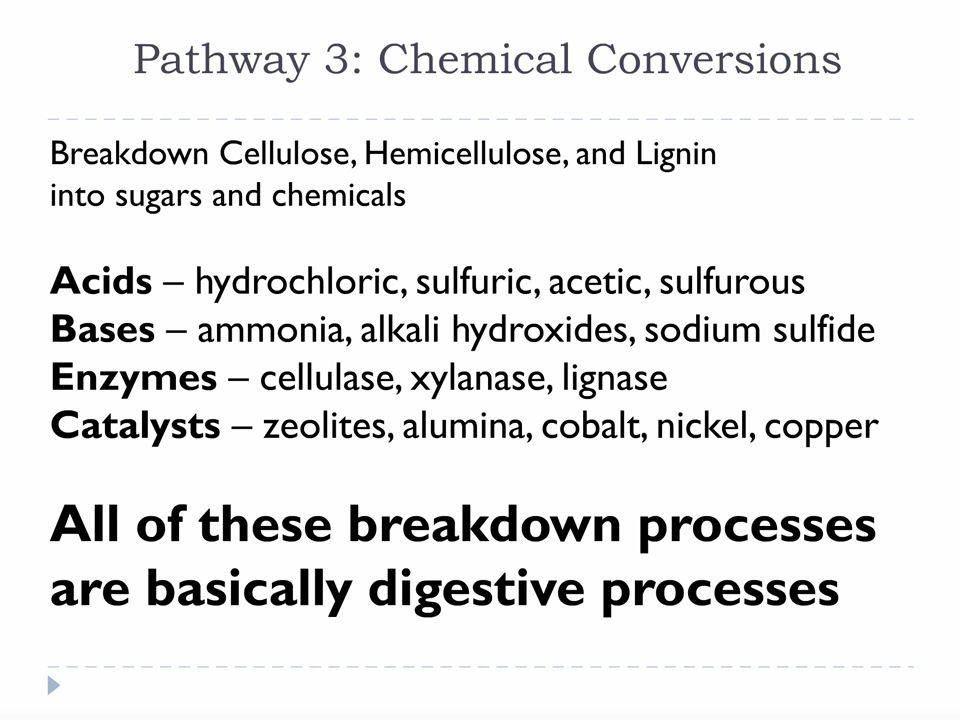 Pathway 3: Chemical Conversions
Breakdown Cellulose, Hemicellulose, and Lignin
into sugars and chemicals
Acids – hydrochloric, sulfuric, acetic, sulfurous
Bases – ammonia, alkali hydroxides, sodium sulfide
Enzymes – cellulase, xylanase, lignase
Catalysts – zeolites, alumina, cobalt, nickel, copper
All of these breakdown processes
are basically digestive processes